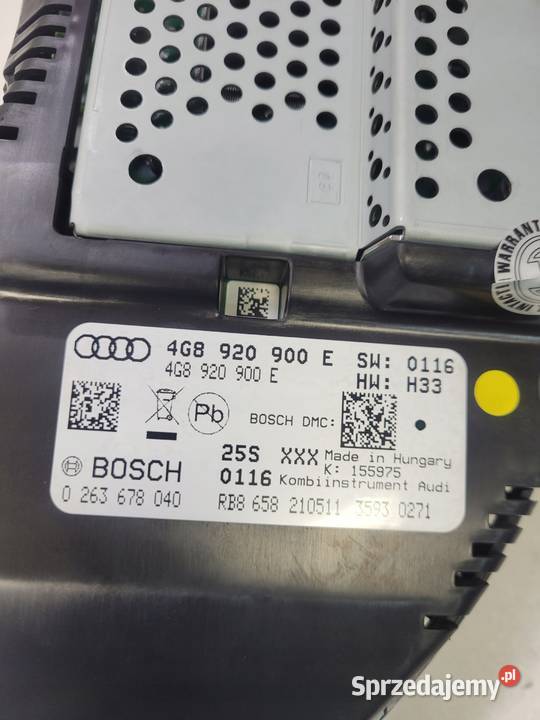 WARRANT
4G8 920 900 E SW: 0116
4G8 920 900 E HW: H33
Pb
BOSCH DMC:
25S XXX Made in Hungary
K: 155975
BOSCH 0116 Kombiinstrument Audi
0 263 678 040 RB8 658 210511 3593 0271
Sprzedajemy.pl